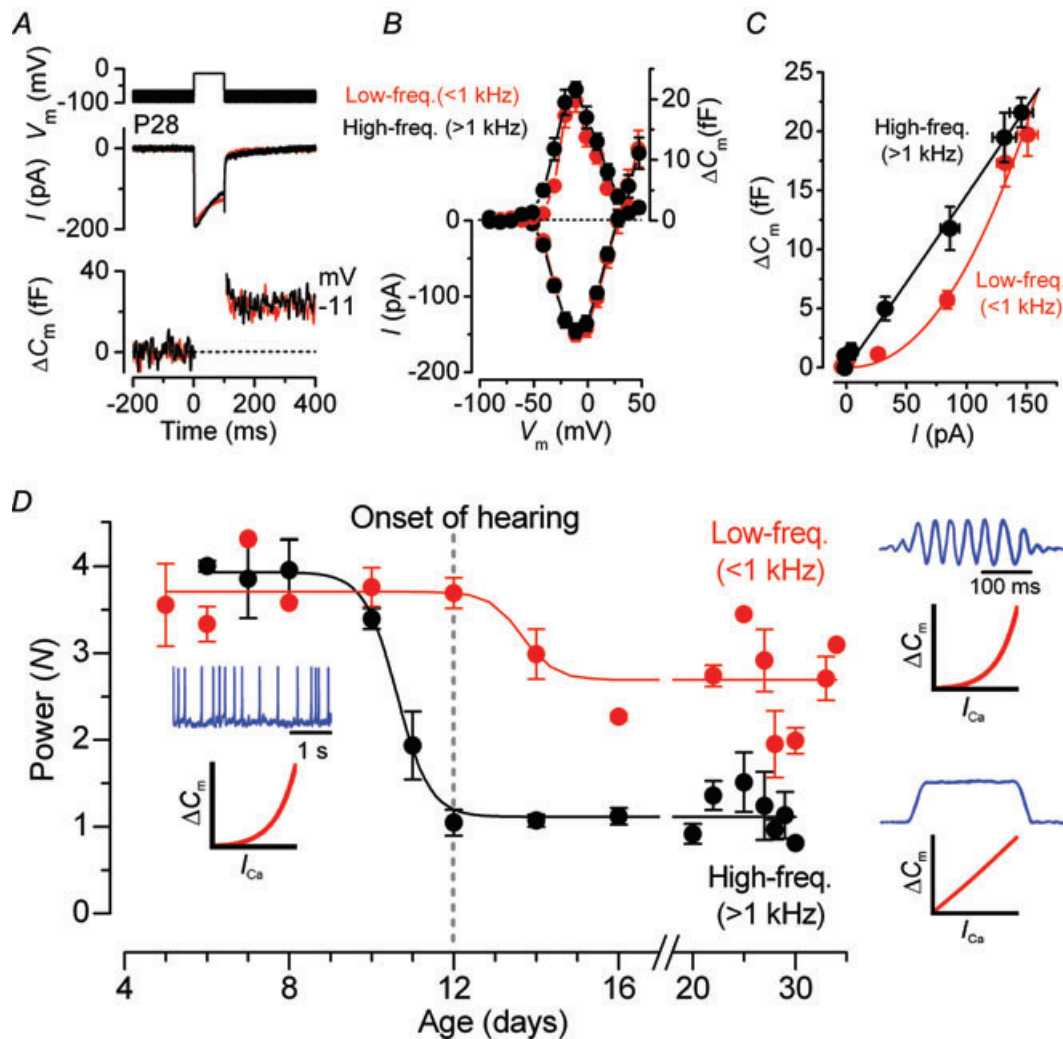 A
B
C
V_m (mV)
0
-100
P28
I (pA)
0
-200
ΔC_m (fF)
40
0
mV
-11
-200 0 200 400
Time (ms)
Low-freq.(<1 kHz)
High-freq. (>1 kHz)
20
10
0
ΔC_m (fF)
0
-100
-200
I (pA)
-100 -50 0 50
V_m (mV)
25
20
15
10
5
0
ΔC_m (fF)
High-freq.
(>1 kHz)
Low-freq.
(<1 kHz)
0 50 100 150
I (pA)
D
Onset of hearing
Low-freq.
(<1 kHz)
100 ms
4
3
2
1
0
Power (N)
1 s
ΔC_m
I_Ca
ΔC_m
I_Ca
High-freq.
(>1 kHz)
ΔC_m
I_Ca
4 8 12 16 20 30
Age (days)